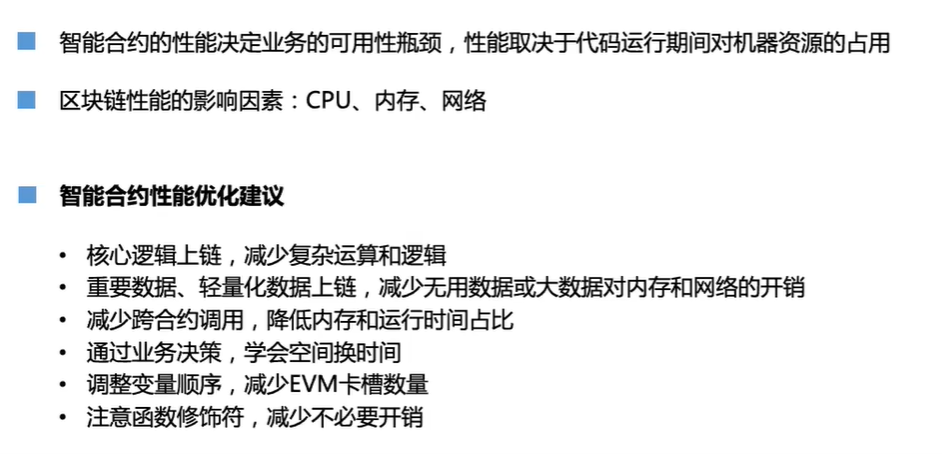 智能合约的性能决定业务的可用性瓶颈，性能取决于代码运行期间对机器资源的占用
区块链性能的影响因素：CPU、内存、网络
智能合约性能优化建议
核心逻辑上链，减少复杂运算和逻辑
重要数据、轻量化数据上链，减少无用数据或大数据对内存和网络的开销
减少跨合约调用，降低内存和运行时间占比
通过业务决策，学会空间换时间
调整变量顺序，减少EVM卡槽数量
注意函数修饰符，减少不必要开销